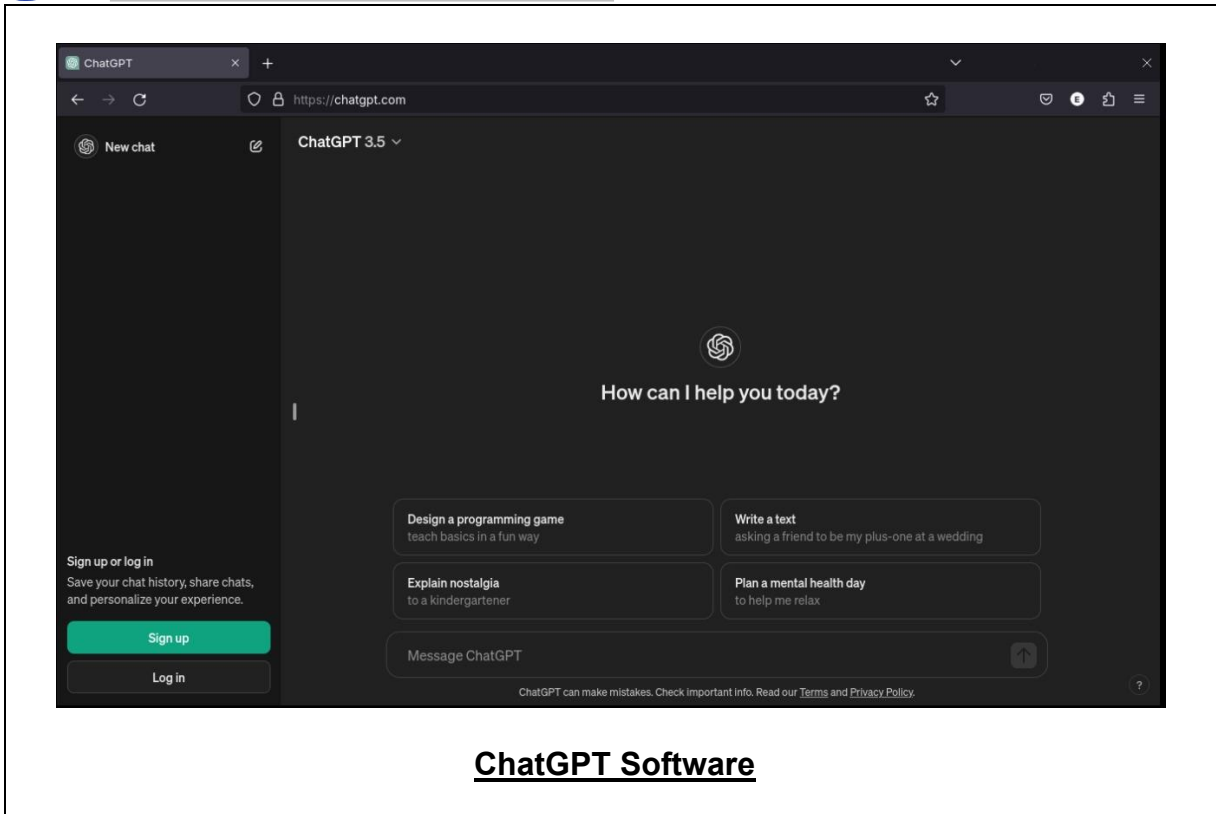 ChatGPT
https://chatgpt.com
E
New chat
ChatGPT 3.5
How can I help you today?
Design a programming game
teach basics in a fun way
Write a text
asking a friend to be my plus-one at a wedding
Explain nostalgia
to a kindergartener
Plan a mental health day
to help me relax
Sign up or log in
Save your chat history, share chats,
and personalize your experience.
Sign up
Log in
Message ChatGPT
ChatGPT can make mistakes. Check important info. Read our Terms and Privacy Policy.
?
ChatGPT Software